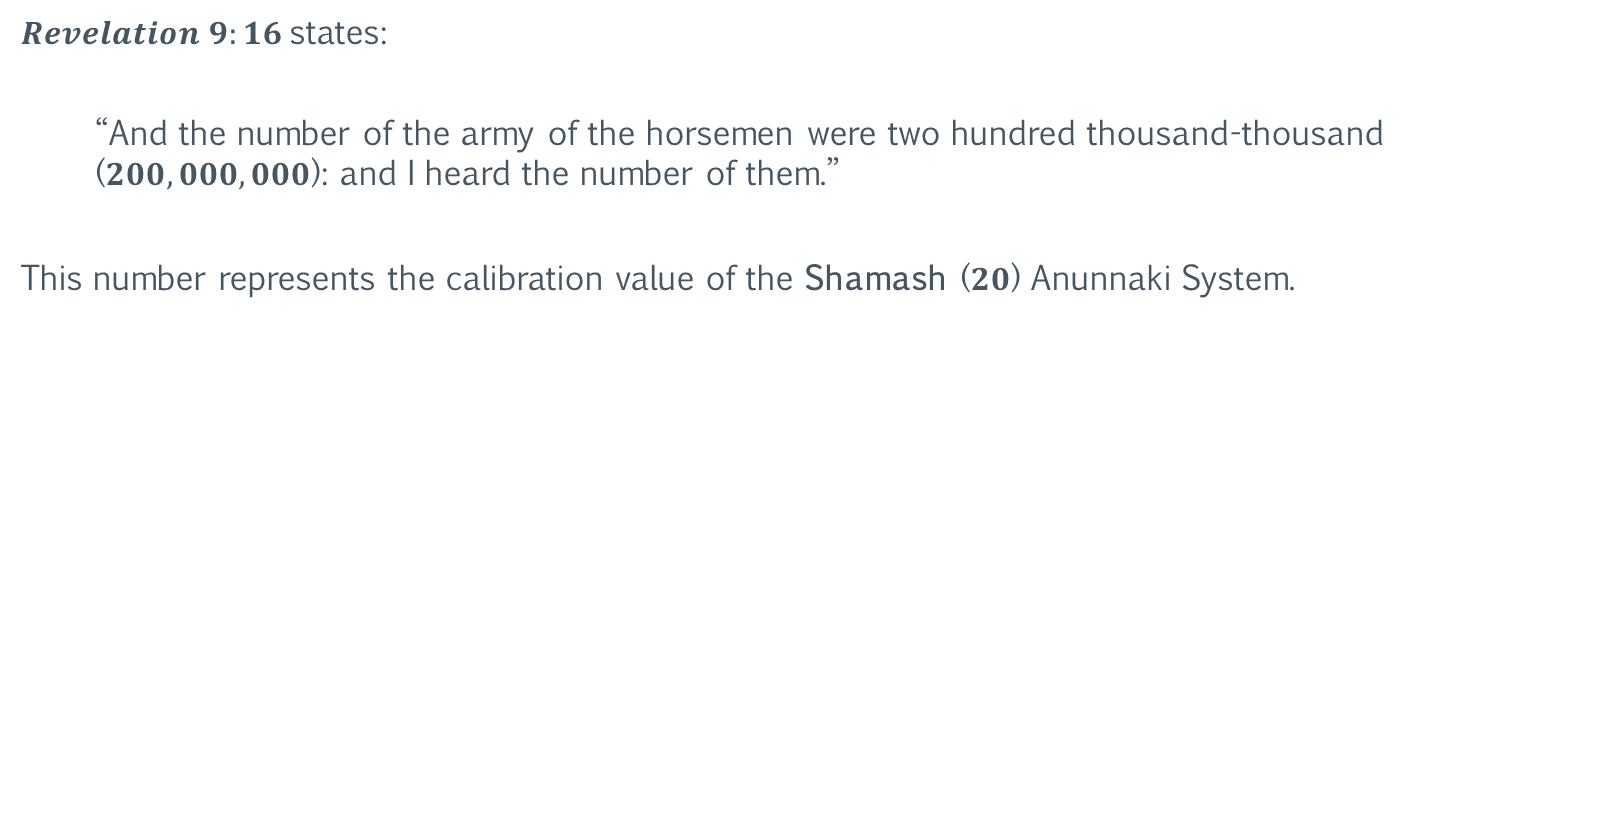 Revelation 9:16 states:
“And the number of the army of the horsemen were two hundred thousand-thousand
(200,000,000): and I heard the number of them.”
This number represents the calibration value of the Shamash (20) Anunnaki System.